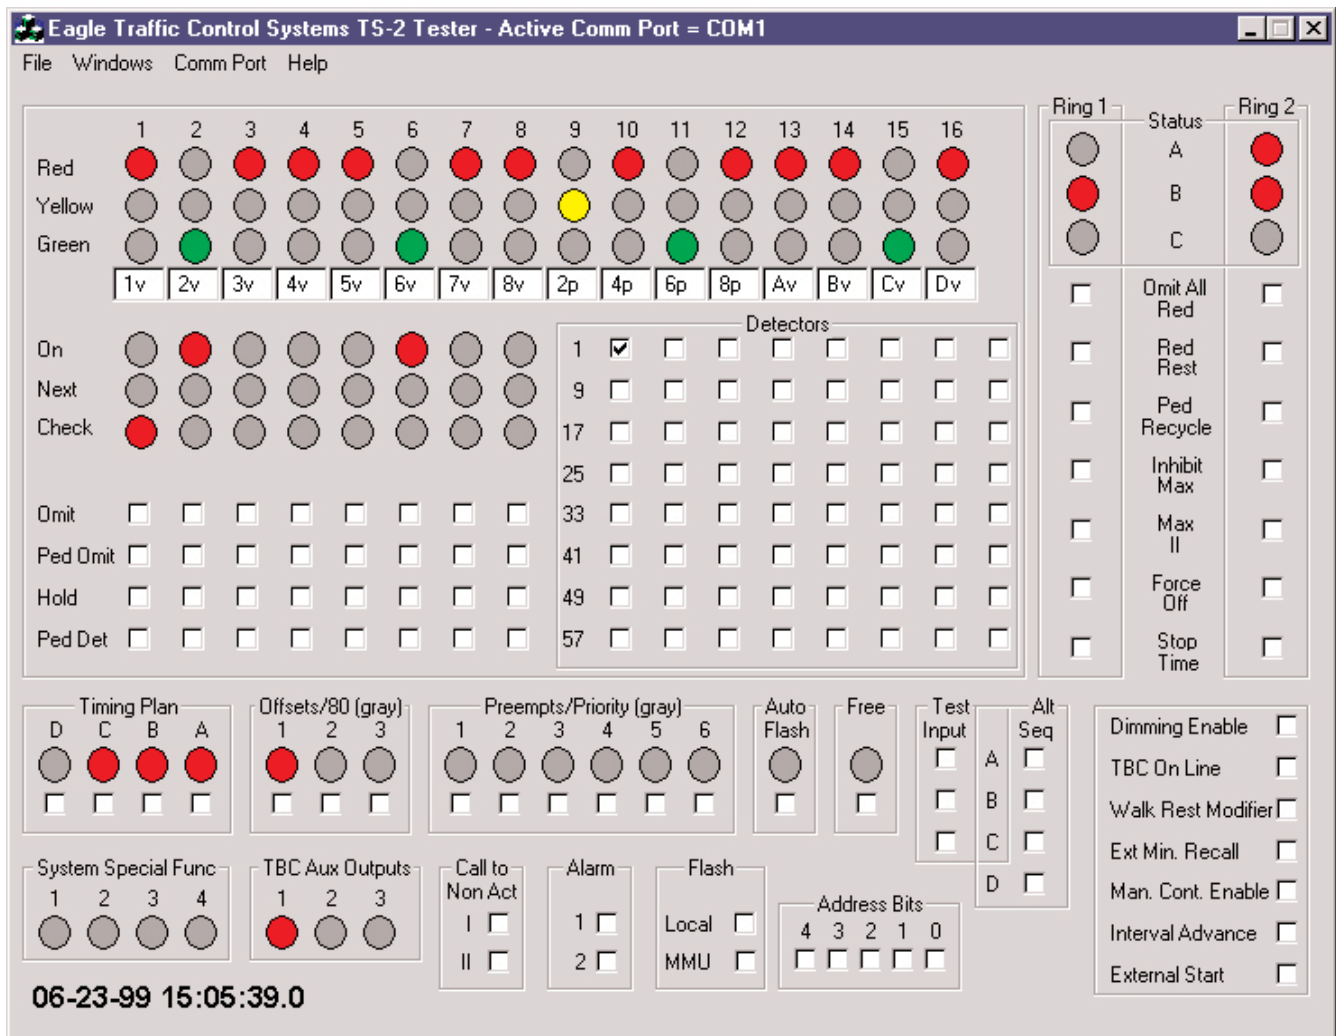 Eagle Traffic Control Systems TS-2 Tester - Active Comm Port = COM1
File Windows Comm Port Help
Ring 1 Status Ring 2
1 2 3 4 5 6 7 8 9 10 11 12 13 14 15 16
Red
Yellow
Green
A
B
C
1v 2v 3v 4v 5v 6v 7v 8v 2p 4p 6p 8p Av Bv Cv Dv
On
Next
Check
Omit
Ped Omit
Hold
Ped Det
Detectors
1
9
17
25
33
41
49
57
Omit All
Red
Red
Rest
Ped
Recycle
Inhibit
Max
Max
II
Force
Off
Stop
Time
Timing Plan
D C B A
Offsets/80 (gray)
1 2 3
Preempts/Priority (gray)
1 2 3 4 5 6
Auto
Flash
Free
Test
Input
Alt
Seq
A
B
C
D
Dimming Enable
TBC On Line
Walk Rest Modifier
Ext Min. Recall
Man. Cont. Enable
Interval Advance
External Start
System Special Func
1 2 3 4
TBC Aux Outputs
1 2 3
Call to
Non Act
I
II
Alarm
1
2
Flash
Local
MMU
Address Bits
4 3 2 1 0
06-23-99 15:05:39.0